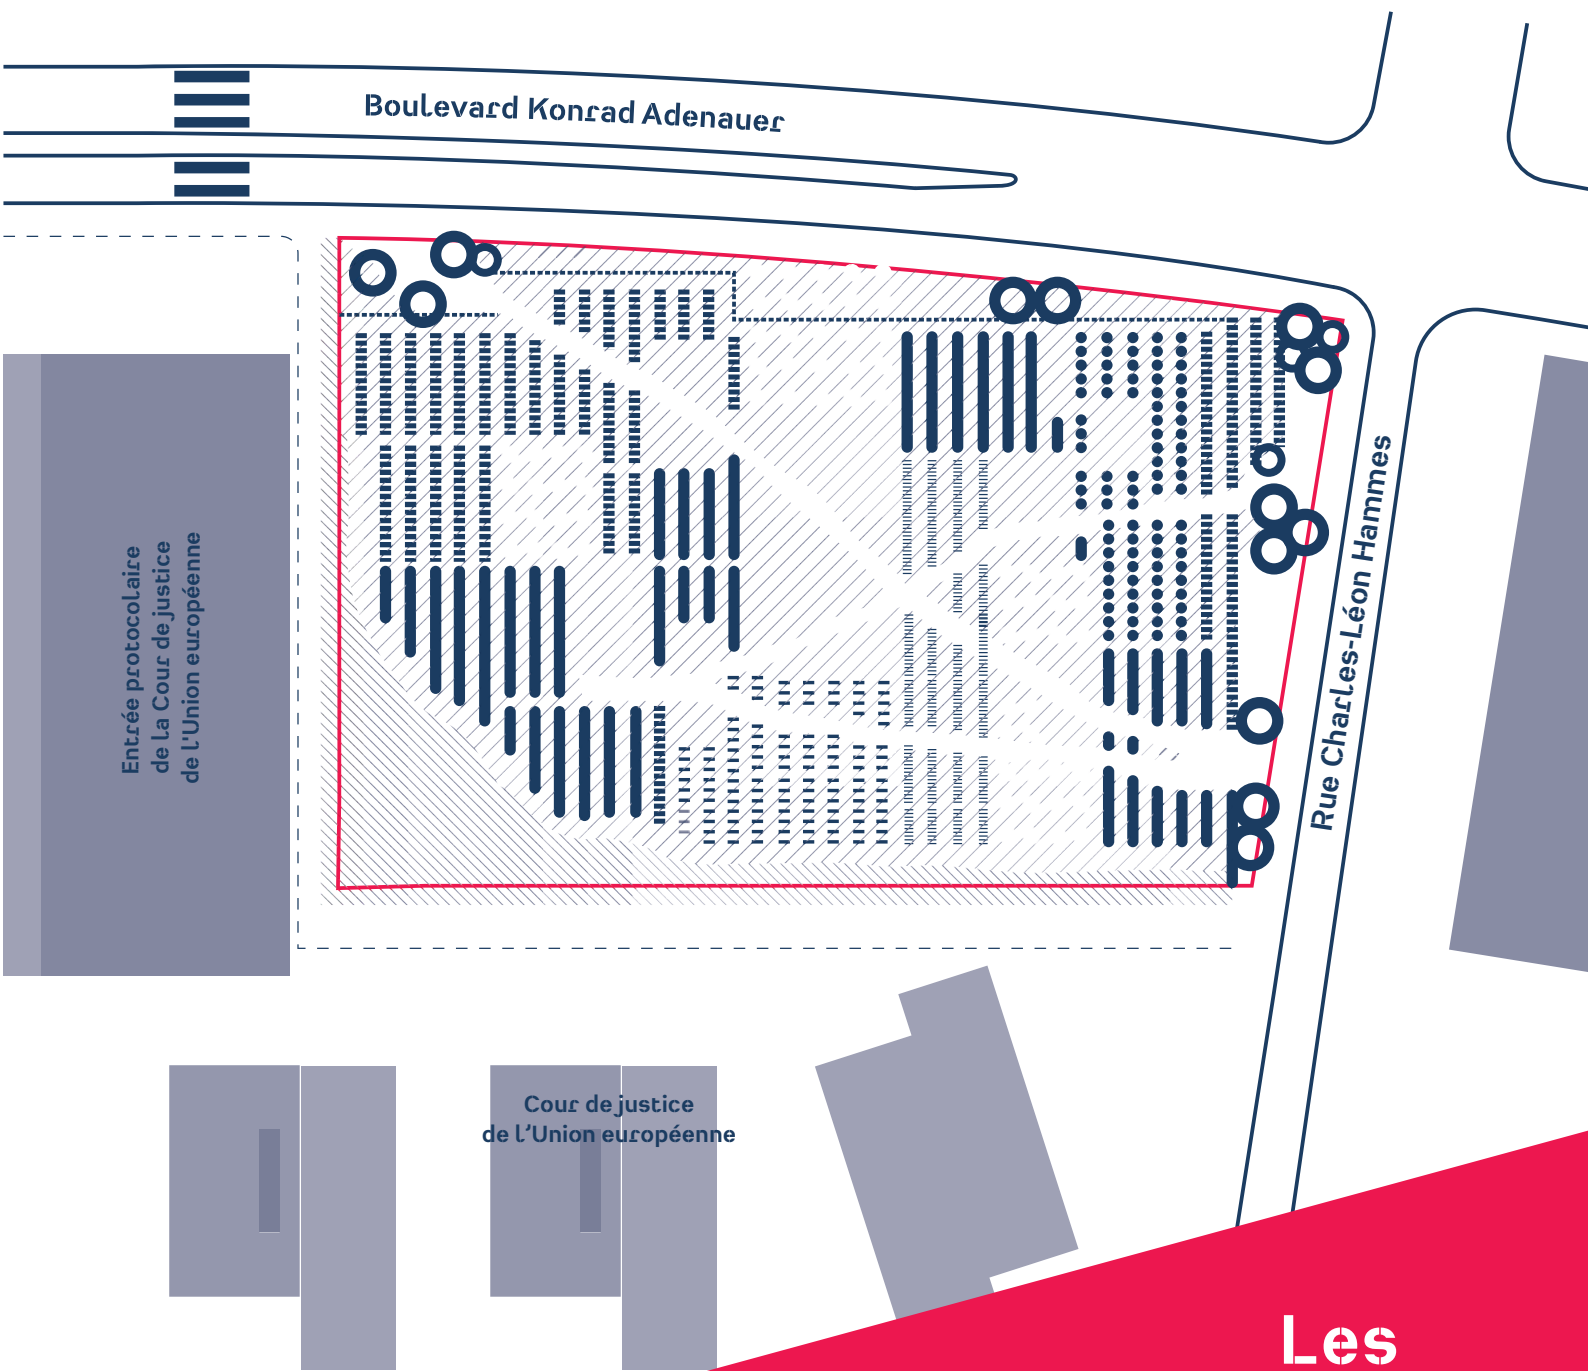 Boulevard Konrad Adenauer
Entrée protocolaire
de la Cour de justice
de l'Union européenne
Rue Charles-Léon Hammes
Cour de justice
de l’Union européenne
Les